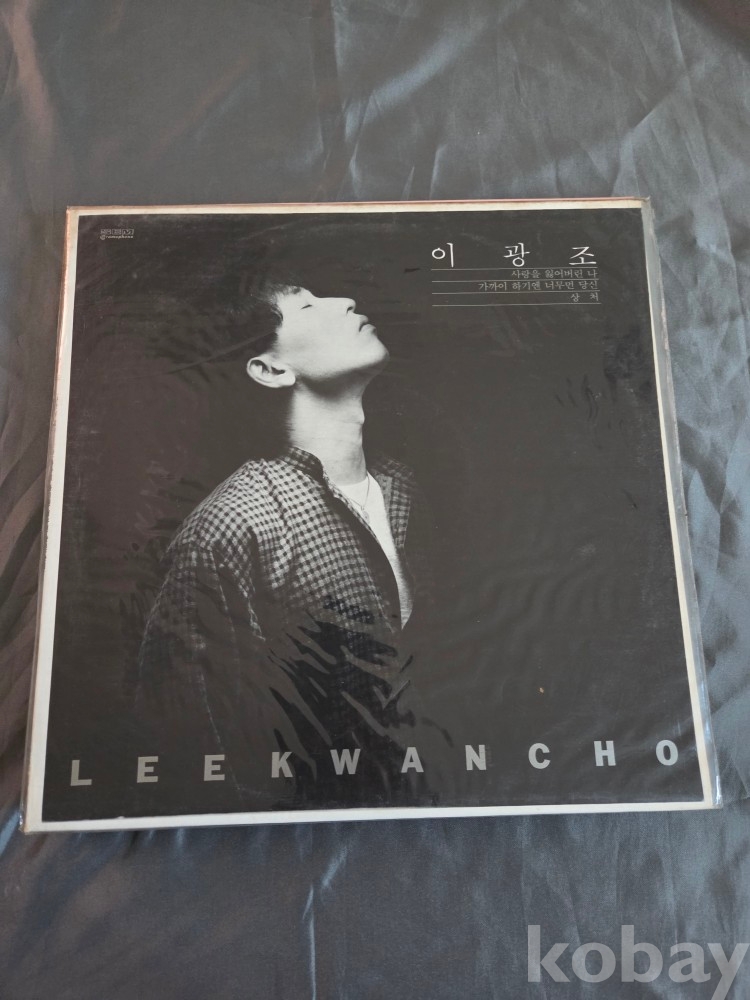 이 광 조
사랑을 잃어버린 나
가까이 하기엔 너무먼 당신
상 처
LEEKWANCHO
kobay